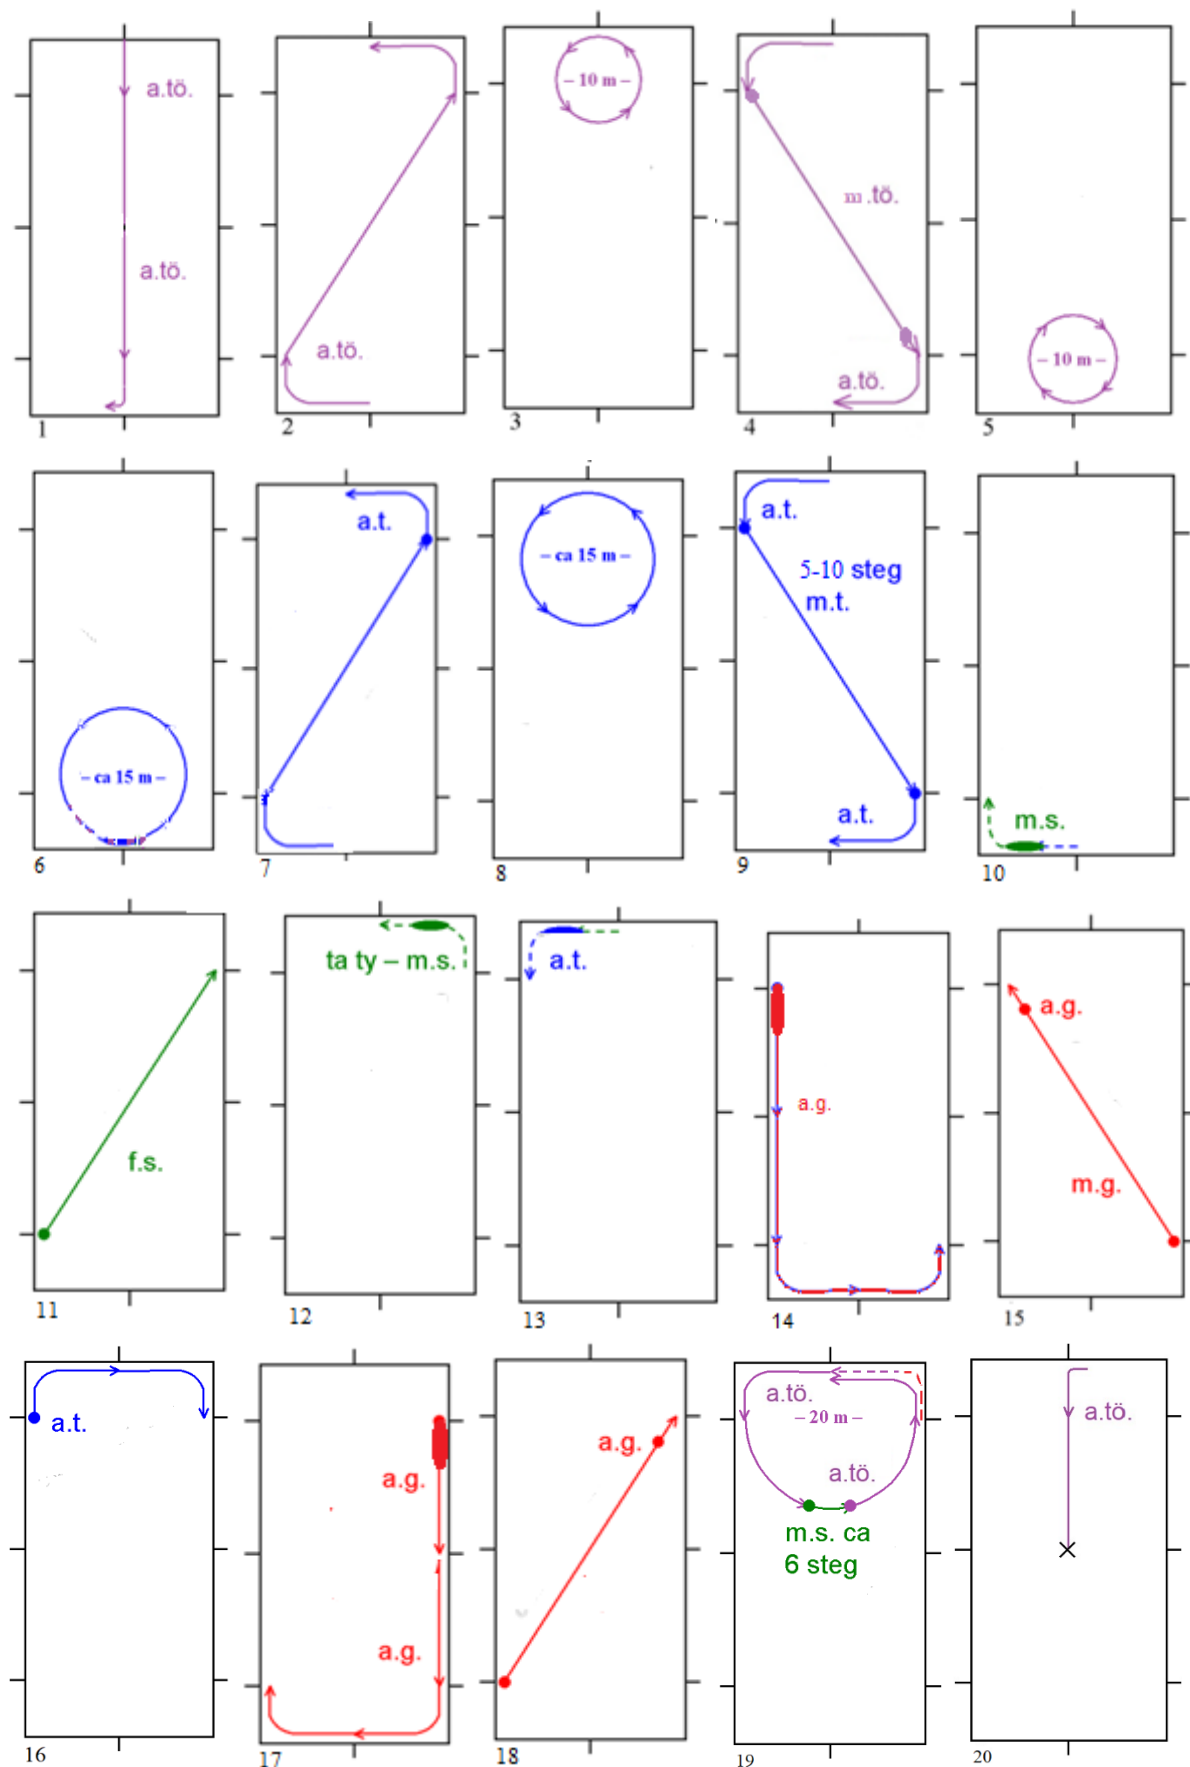 a.tö.
a.tö.
1
a.tö.
2
– 10 m –
3
m.tö.
a.tö.
4
– 10 m –
5
– ca 15 m –
6
a.t.
7
– ca 15 m –
8
a.t.
5-10 steg
m.t.
a.t.
9
m.s.
10
f.s.
11
ta ty – m.s.
12
a.t.
13
a.g.
14
a.g.
m.g.
15
a.t.
16
a.g.
a.g.
17
a.g.
18
a.tö.
– 20 m –
a.tö.
m.s. ca
6 steg
19
a.tö.
20